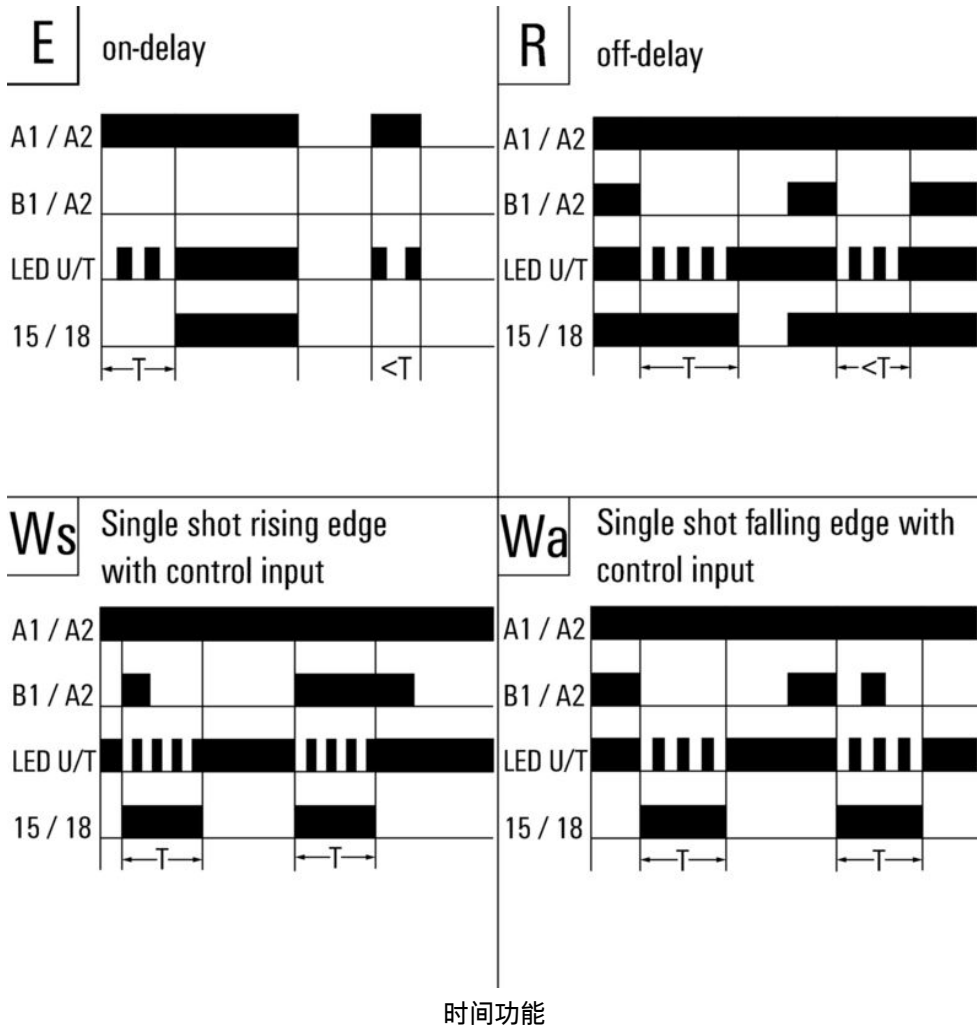 E
on-delay
A1 / A2
B1 / A2
LED U/T
15 / 18
T
<T
R
off-delay
A1 / A2
B1 / A2
LED U/T
15 / 18
T
<T
Ws
Single shot rising edge
with control input
A1 / A2
B1 / A2
LED U/T
15 / 18
T
T
Wa
Single shot falling edge with
control input
A1 / A2
B1 / A2
LED U/T
15 / 18
T
T
时间功能